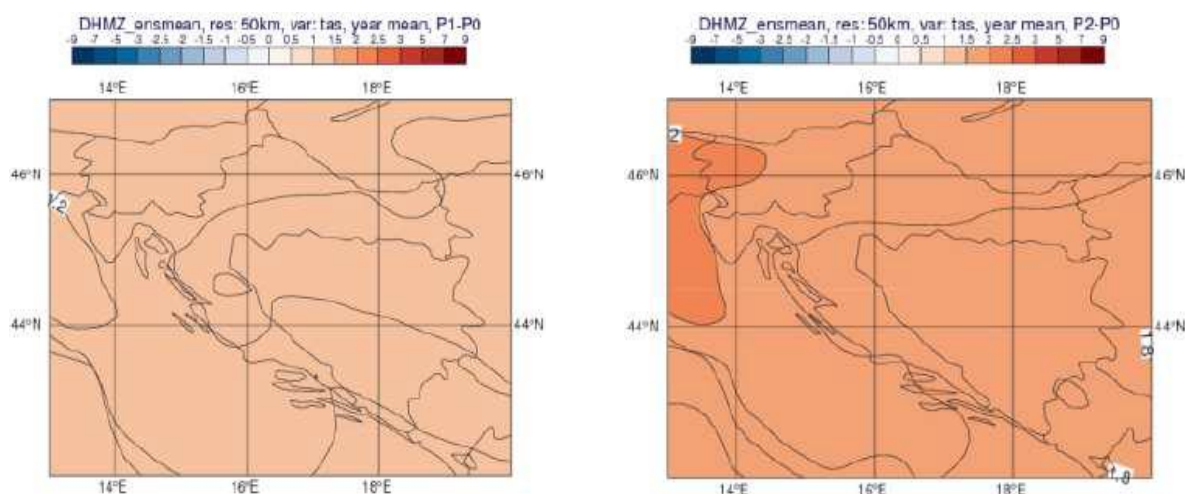 DHMZ_ensmean, res: 50km, var: tas, year mean, P1-P0
-9 -7 -5 -3 -2.5 -2 -1.5 -1 -0.5 0 0.5 1 1.5 2 2.5 3 5 7 9
14°E 16°E 18°E
46°N 46°N
44°N 44°N
14°E 16°E 18°E
DHMZ_ensmean, res: 50km, var: tas, year mean, P2-P0
-9 -7 -5 -3 -2.5 -2 -1.5 -1 -0.5 0 0.5 1 1.5 2 2.5 3 5 7 9
14°E 16°E 18°E
2
46°N 46°N
44°N 44°N
1.8
14°E 16°E 18°E